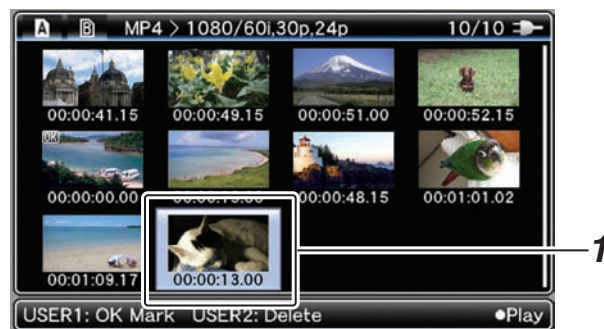 A B MP4 > 1080/60i,30p,24p 10/10
00:00:41.15 00:00:49.15 00:00:51.00 00:00:52.15
OK
00:00:00.00 00:00:48.15 00:01:01.02
00:01:09.17 00:00:13.00
1
USER1: OK Mark USER2: Delete ●Play